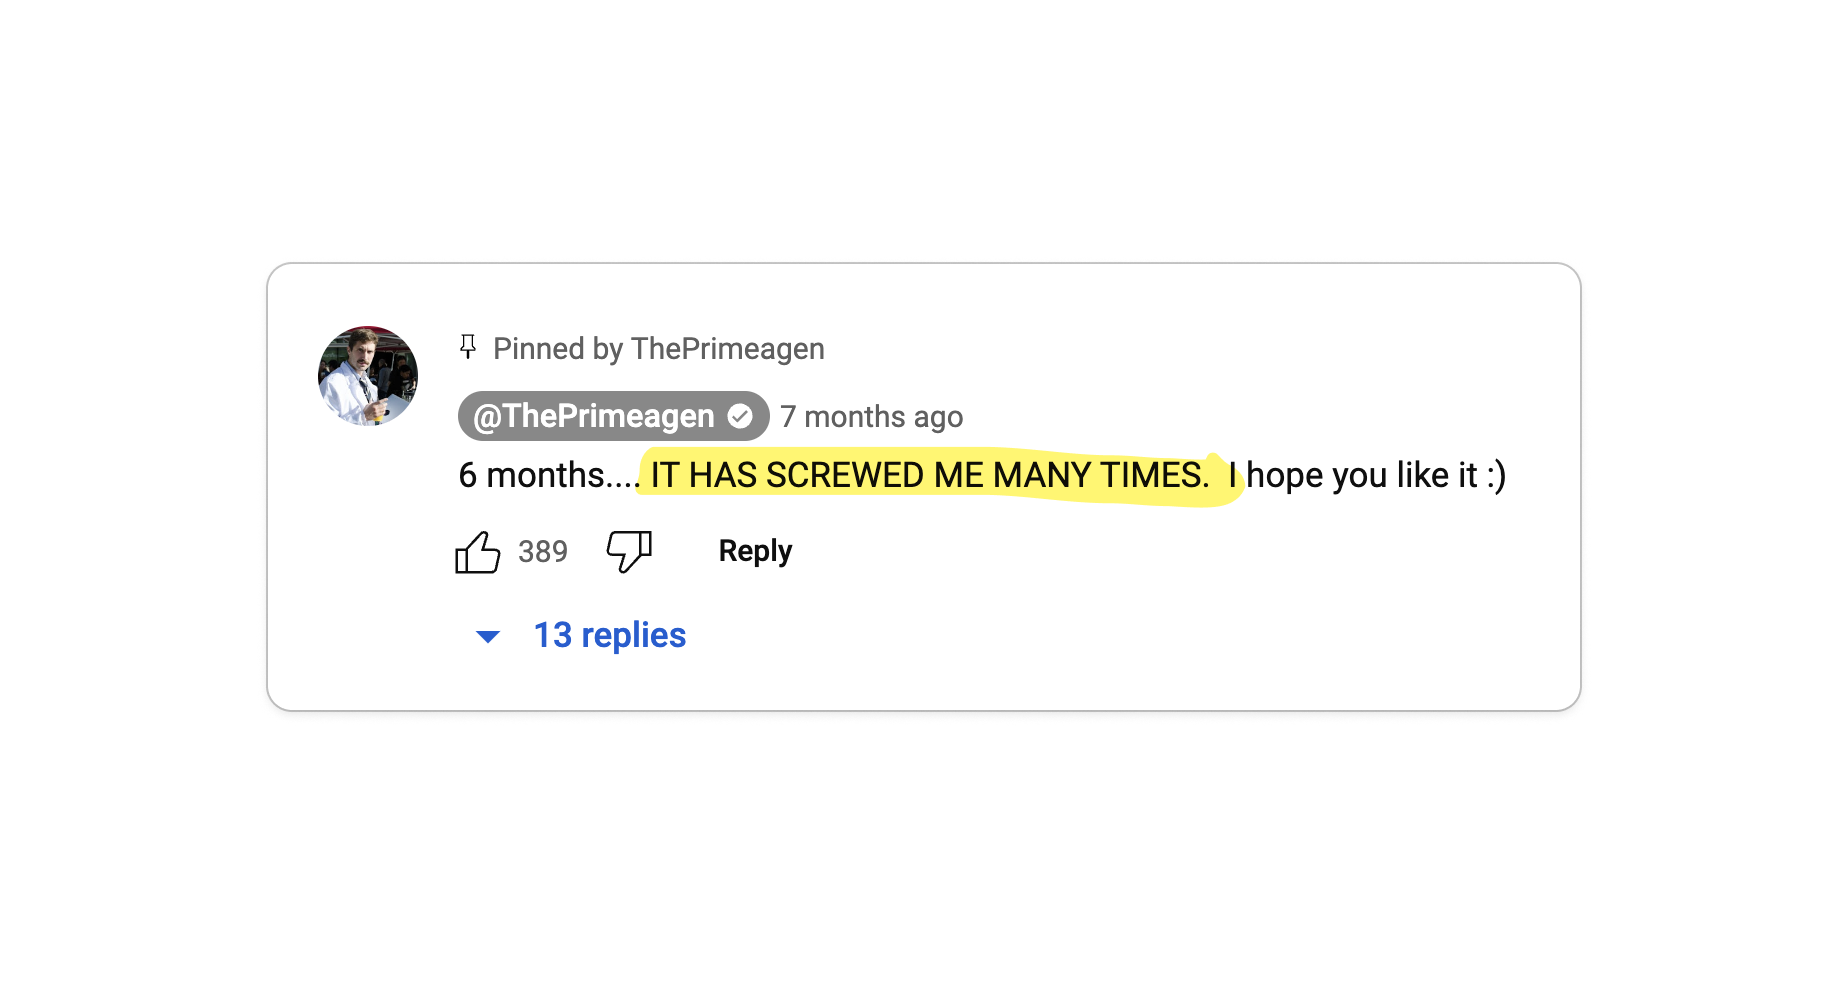 Pinned by ThePrimeagen
@ThePrimeagen 7 months ago
6 months.... IT HAS SCREWED ME MANY TIMES.  I hope you like it :)
389 Reply
13 replies